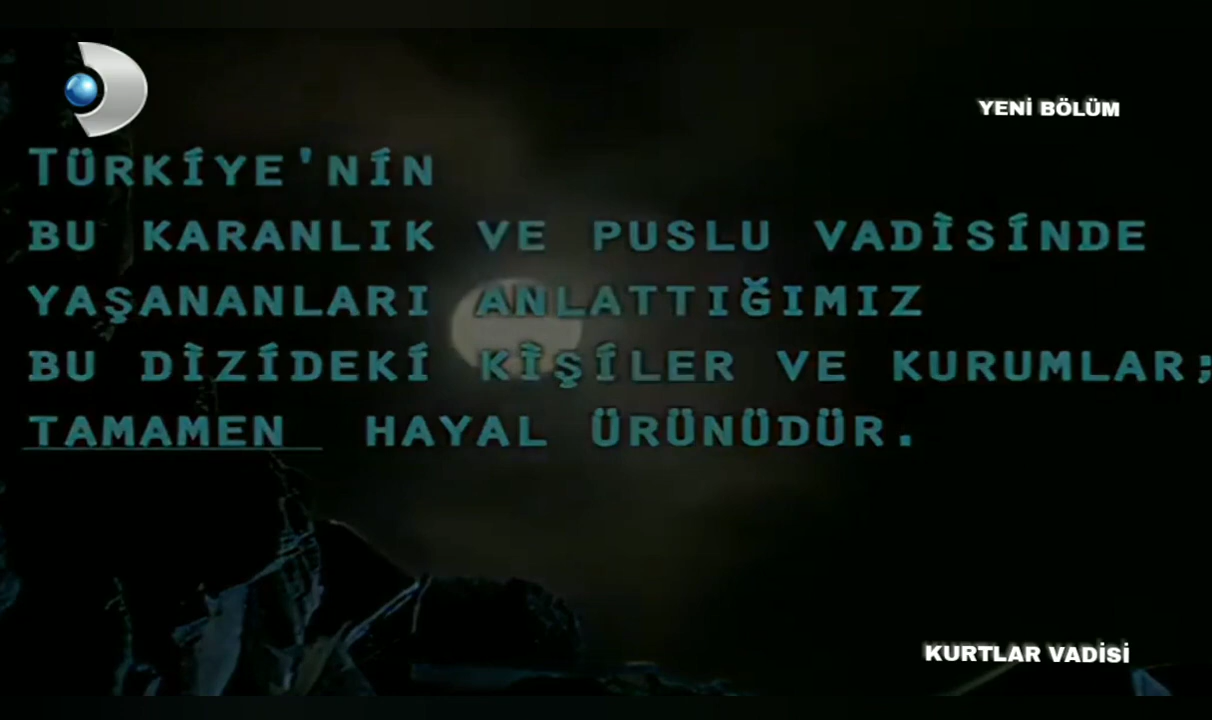 YENİ BÖLÜM
TÜRKİYE'NİN
BU KARANLIK VE PUSLU VADİSİNDE
YAŞANANLARI ANLATTIĞIMIZ
BU DİZİDEKİ KİŞİLER VE KURUMLAR;
TAMAMEN HAYAL ÜRÜNÜDÜR.
KURTLAR VADİSİ